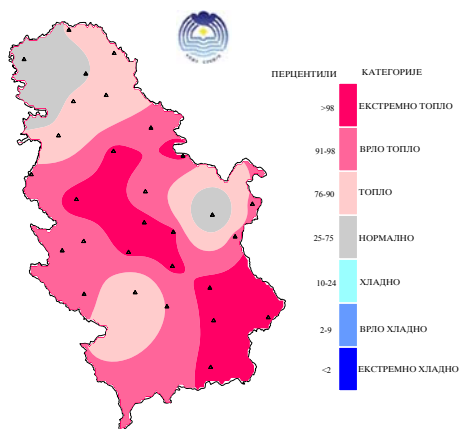 ПЕРЦЕНТИЛИ КАТЕГОРИЈЕ
>98 ЕКСТРЕМНО ТОПЛО
91-98 ВРЛО ТОПЛО
76-90 ТОПЛО
25-75 НОРМАЛНО
10-24 ХЛАДНО
2-9 ВРЛО ХЛАДНО
<2 ЕКСТРЕМНО ХЛАДНО